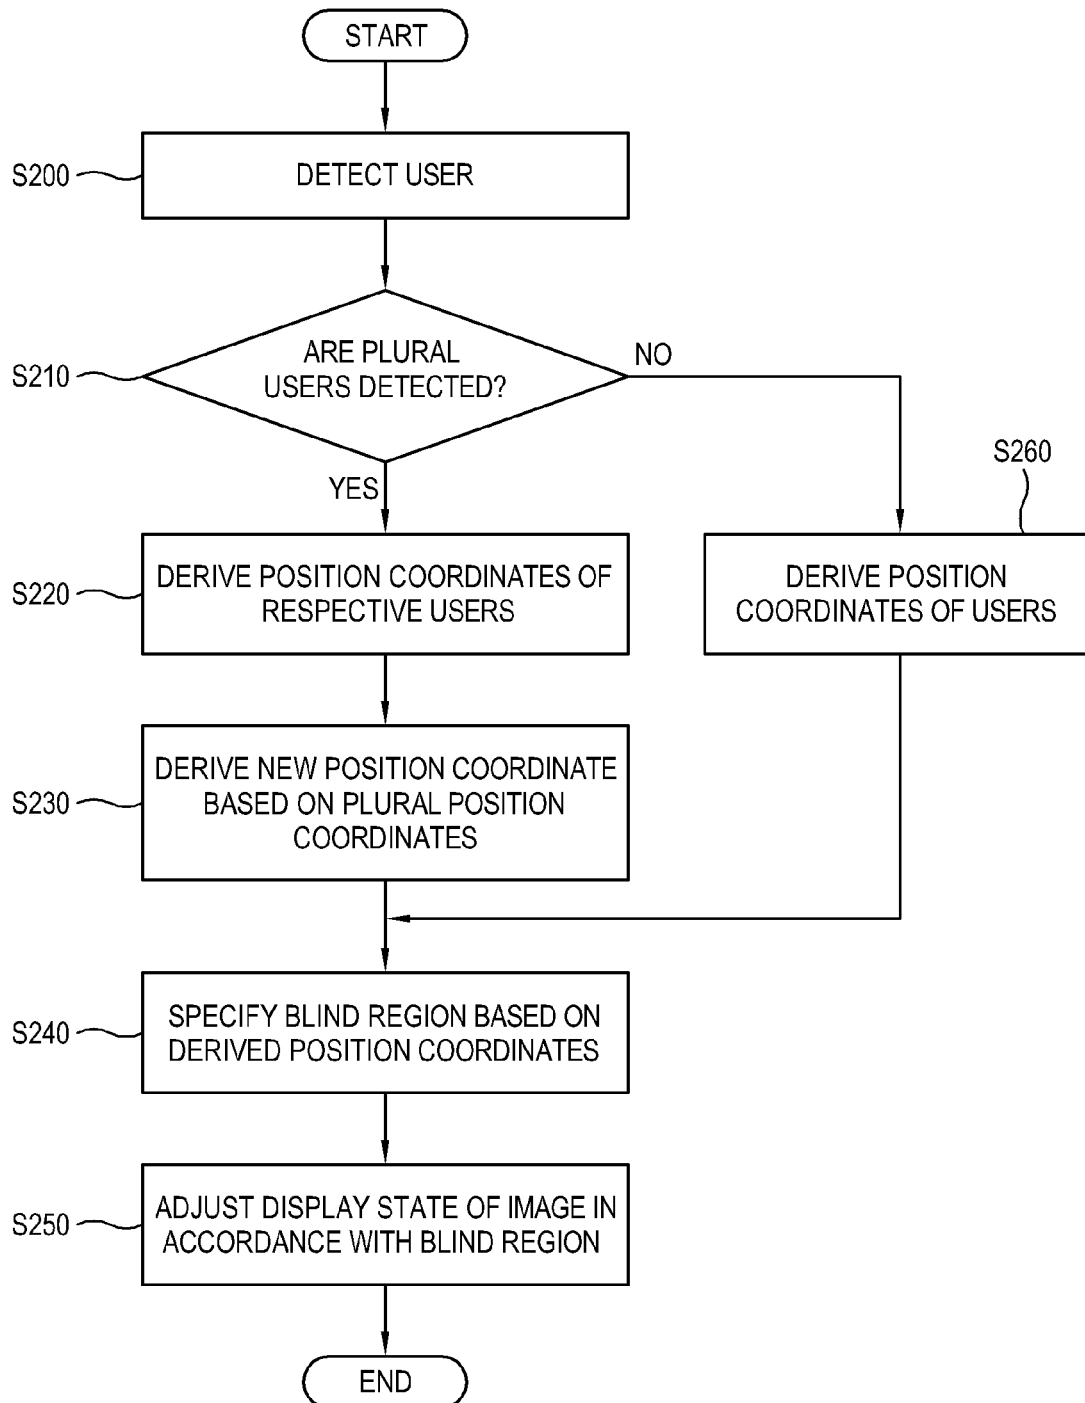 START
S200
DETECT USER
S210
ARE PLURAL
USERS DETECTED?
NO
YES
S260
S220
DERIVE POSITION COORDINATES OF
RESPECTIVE USERS
DERIVE POSITION
COORDINATES OF USERS
S230
DERIVE NEW POSITION COORDINATE
BASED ON PLURAL POSITION
COORDINATES
S240
SPECIFY BLIND REGION BASED ON
DERIVED POSITION COORDINATES
S250
ADJUST DISPLAY STATE OF IMAGE IN
ACCORDANCE WITH BLIND REGION
END